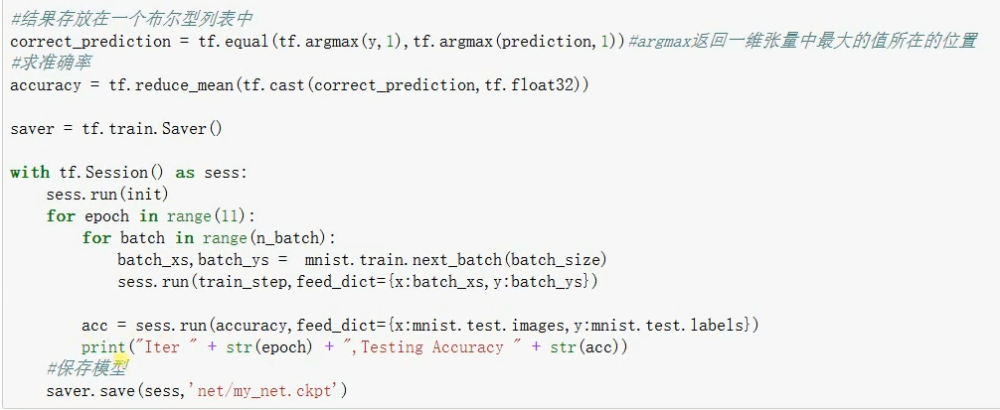 #结果存放在一个布尔型列表中
correct_prediction = tf.equal(tf.argmax(y,1),tf.argmax(prediction,1))#argmax返回一维张量中最大的值所在的位置
#求准确率
accuracy = tf.reduce_mean(tf.cast(correct_prediction,tf.float32))

saver = tf.train.Saver()

with tf.Session() as sess:
    sess.run(init)
    for epoch in range(11):
        for batch in range(n_batch):
            batch_xs,batch_ys =  mnist.train.next_batch(batch_size)
            sess.run(train_step,feed_dict={x:batch_xs,y:batch_ys})

        acc = sess.run(accuracy,feed_dict={x:mnist.test.images,y:mnist.test.labels})
        print("Iter " + str(epoch) + ",Testing Accuracy " + str(acc))
    #保存模型
    saver.save(sess,'net/my_net.ckpt')